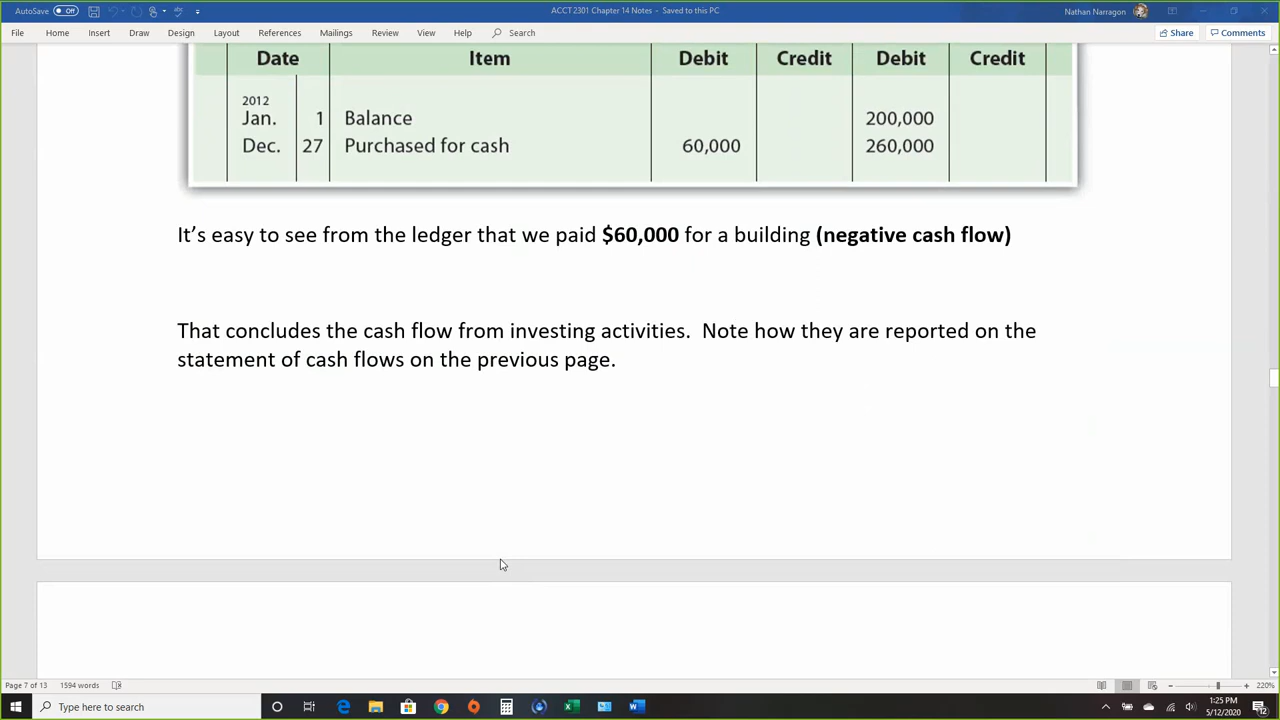 AutoSave Off
ACCT 2301 Chapter 14 Notes - Saved to this PC
Nathan Narragon
File Home Insert Draw Design Layout References Mailings Review View Help Search Share Comments
Date Item Debit Credit Debit Credit
2012
Jan. 1 Balance 200,000
Dec. 27 Purchased for cash 60,000 260,000
It’s easy to see from the ledger that we paid $60,000 for a building (negative cash flow)
That concludes the cash flow from investing activities. Note how they are reported on the
statement of cash flows on the previous page.
Page 7 of 13 1594 words 220%
Type here to search
1:25 PM
5/12/2020
12